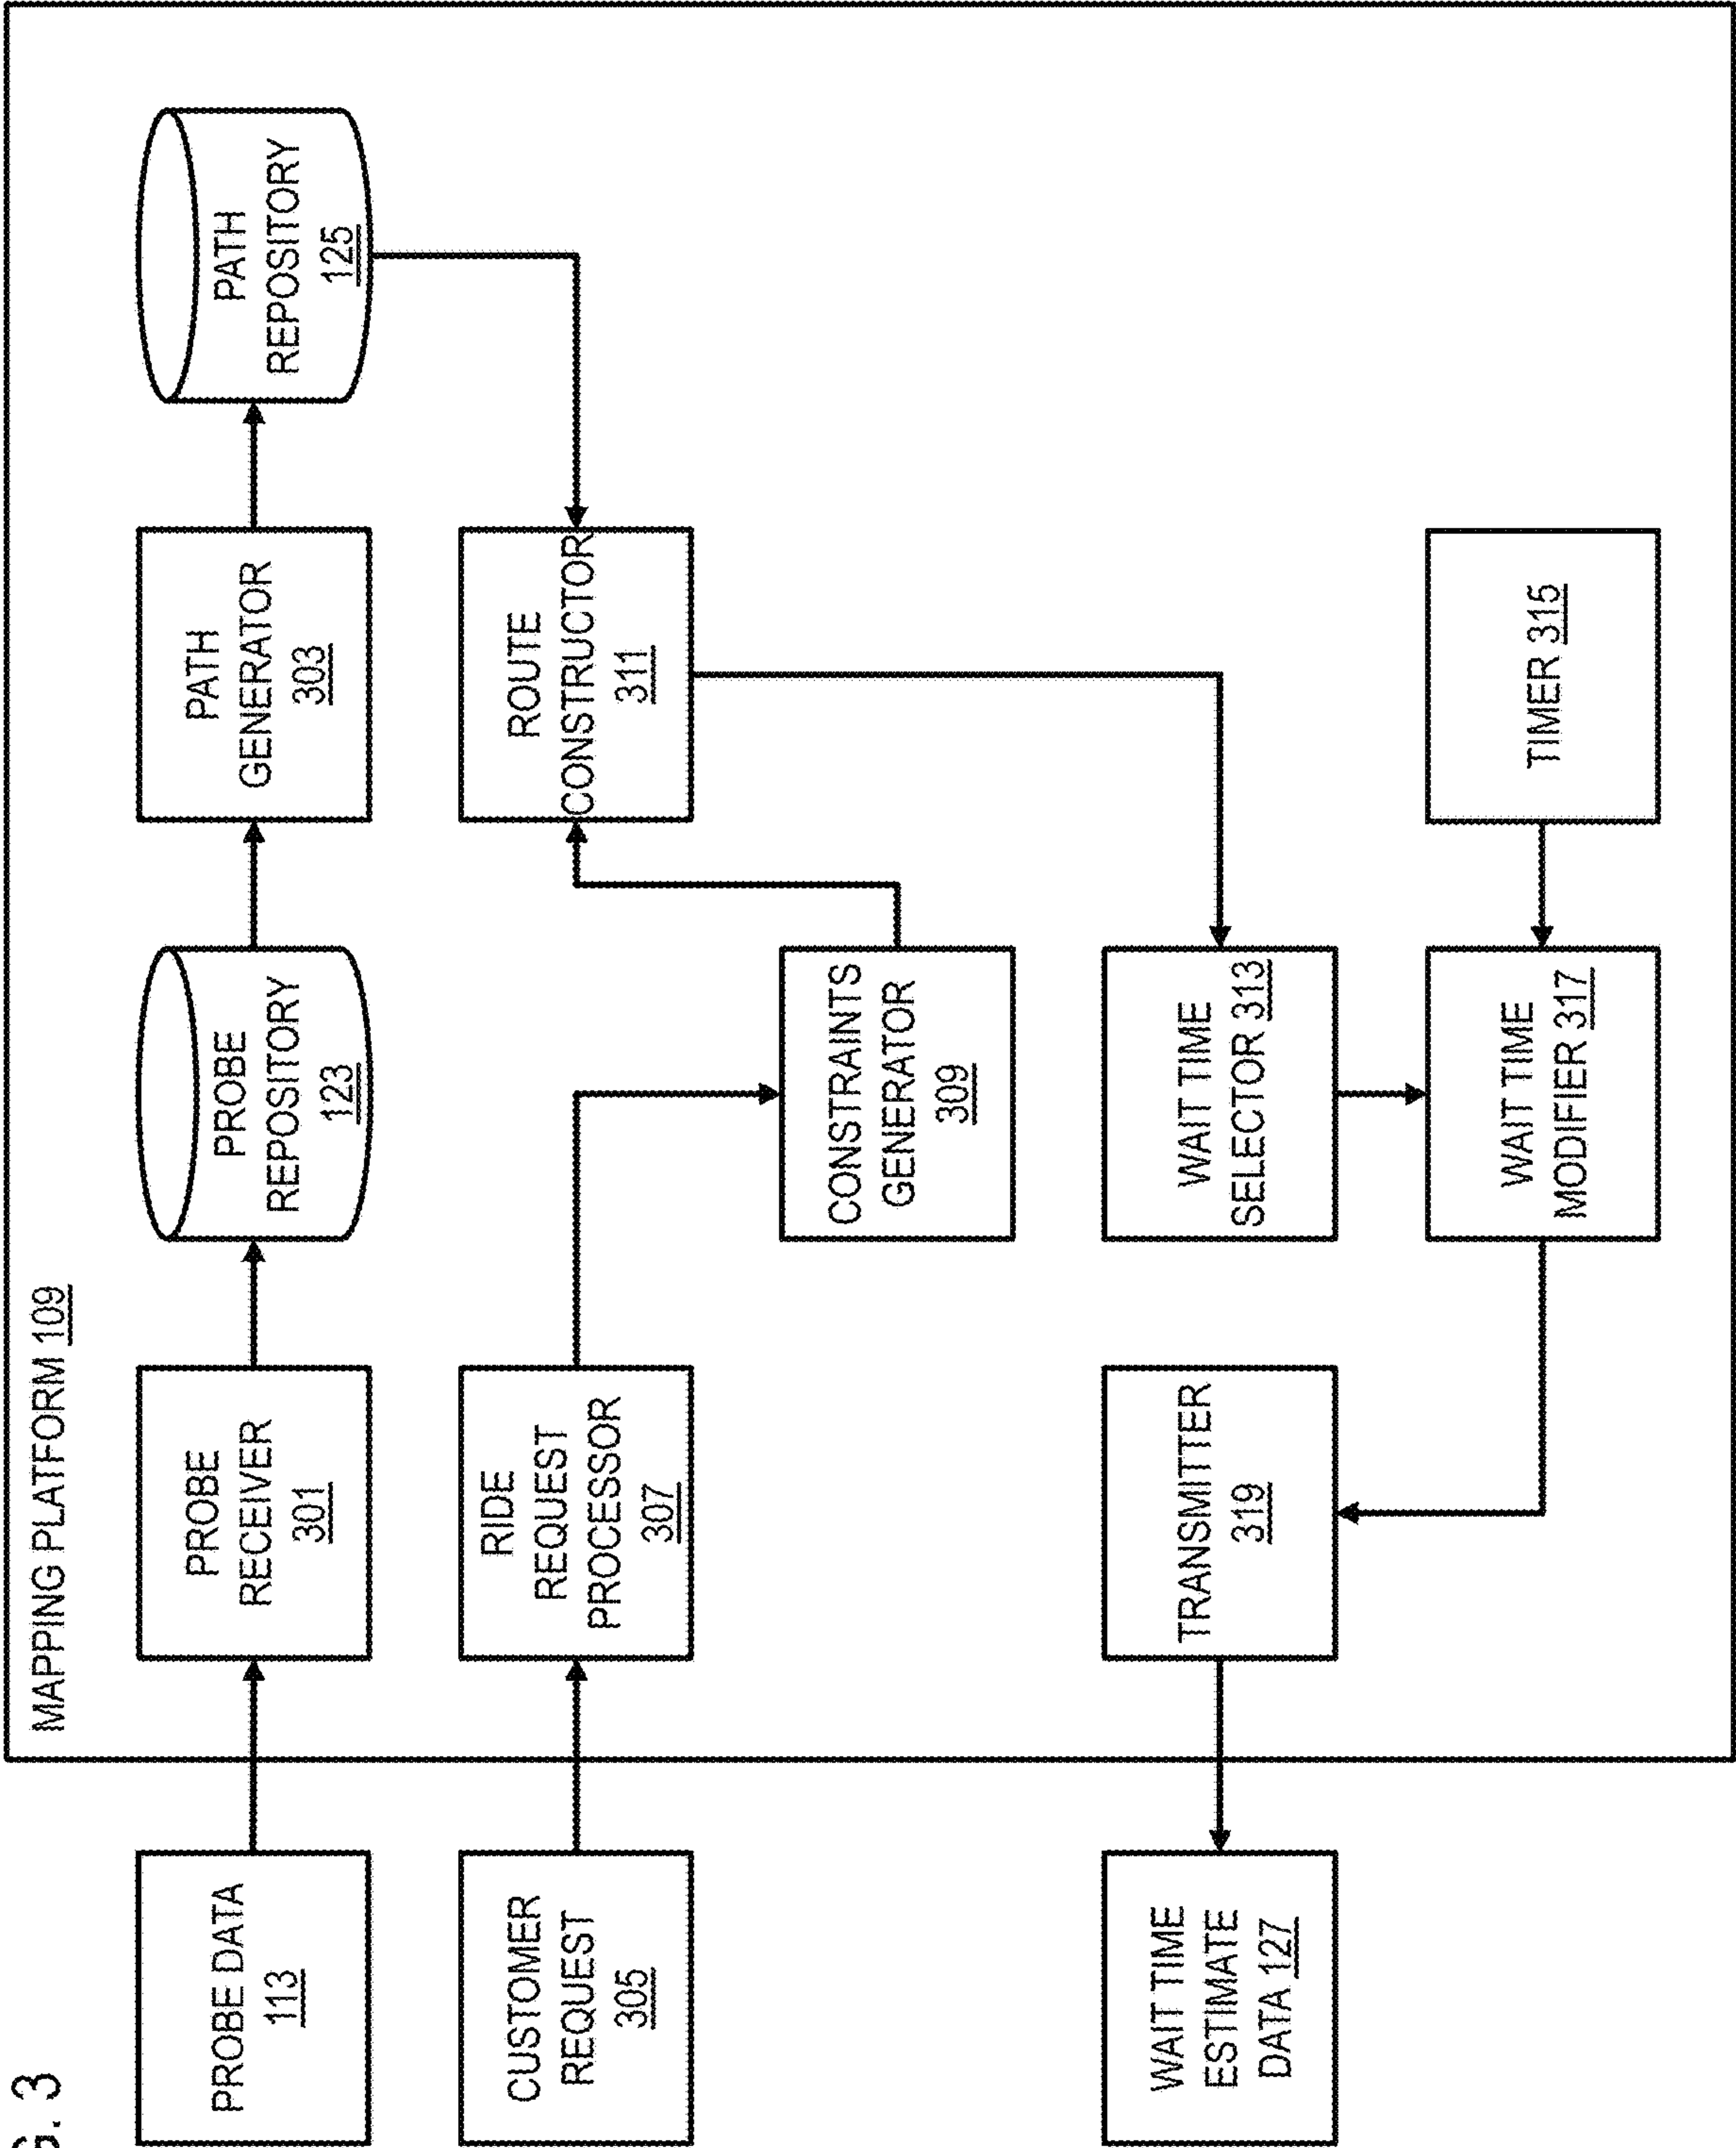 G. 3
MAPPING PLATFORM 109
PROBE DATA
113
PROBE
RECEIVER
301
PROBE
REPOSITORY
123
PATH
GENERATOR
303
PATH
REPOSITORY
125
CUSTOMER
REQUEST
305
RIDE
REQUEST
PROCESSOR
307
ROUTE
CONSTRUCTOR
311
CONSTRAINTS
GENERATOR
309
WAIT TIME
ESTIMATE
DATA 127
TRANSMITTER
319
WAIT TIME
SELECTOR 313
WAIT TIME
MODIFIER 317
TIMER 315